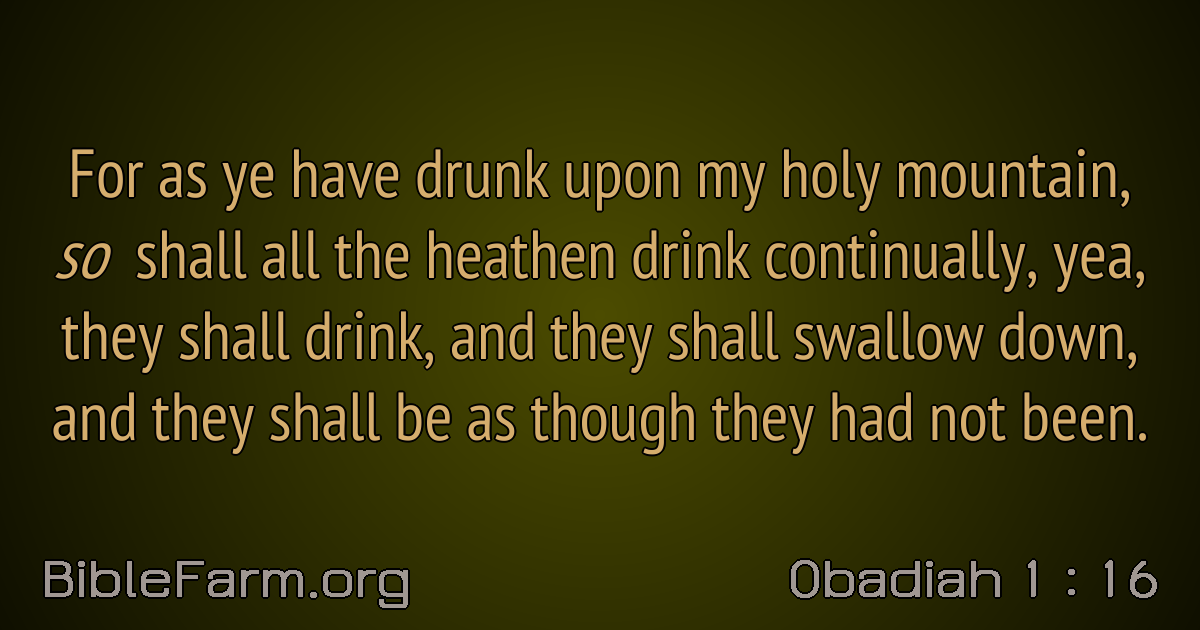 For as ye have drunk upon my holy mountain,
so shall all the heathen drink continually, yea,
they shall drink, and they shall swallow down,
and they shall be as though they had not been.
BibleFarm.org
Obadiah 1 : 16